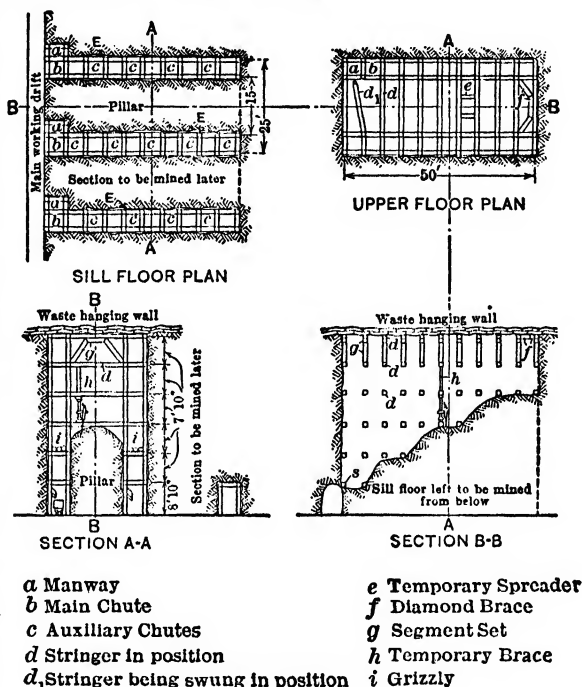 A
E
a
b c c c c c
B Main working drift Pillar 15' 25'
a E
b c c c c c
Section to be mined later
E
a
b c c c c
A
SILL FLOOR PLAN
A
a b e
d₁ d f
B B
50'
A
UPPER FLOOR PLAN
B
Waste hanging wall
g
d
h
i i
Pillar
7' 10"
8' 10"
Section to be mined later
B
SECTION A-A
Waste hanging wall
g d f
d h
d
s
Sill floor left to be mined
from below
A
SECTION B-B
a Manway
b Main Chute
c Auxiliary Chutes
d Stringer in position
d₁ Stringer being swung in position
e Temporary Spreader
f Diamond Brace
g Segment Set
h Temporary Brace
i Grizzly